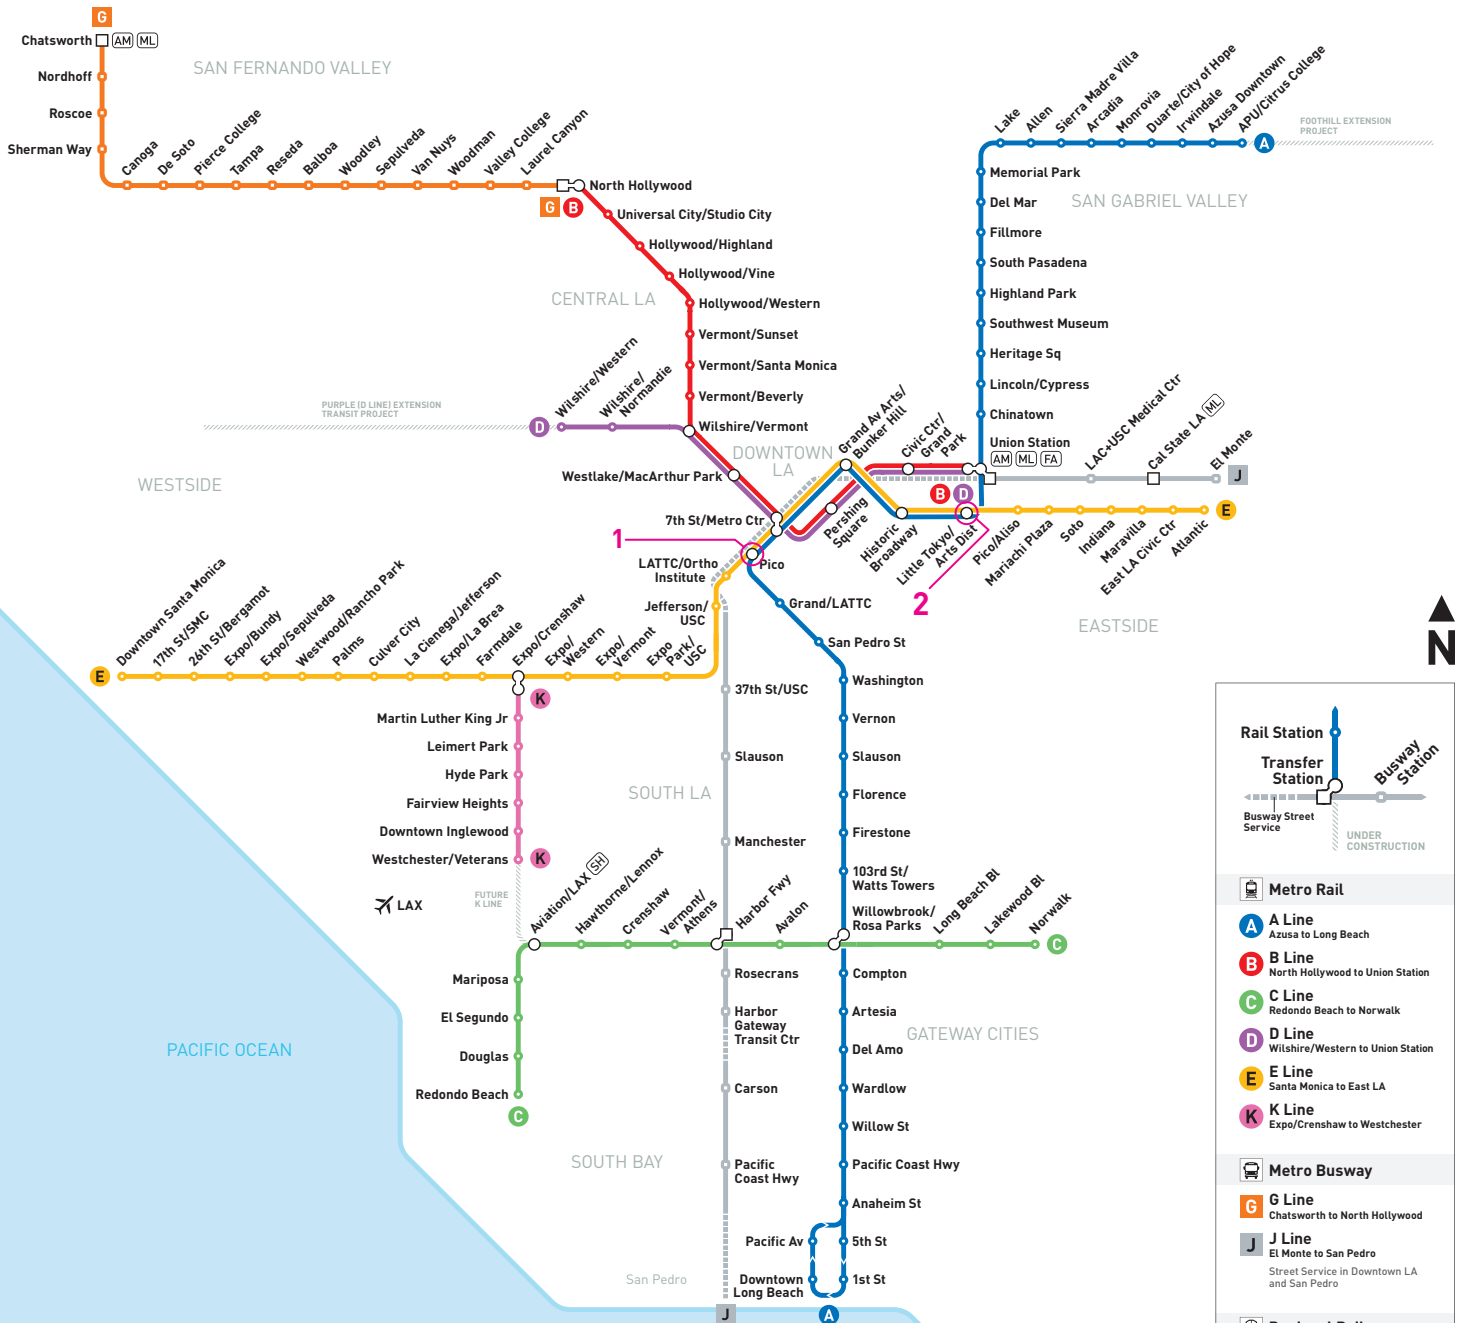 G
Chatsworth
AM ML
Nordhoff
Roscoe
Sherman Way
SAN FERNANDO VALLEY
Canoga
De Soto
Pierce College
Tampa
Reseda
Balboa
Woodley
Sepulveda
Van Nuys
Woodman
Valley College
Laurel Canyon
North Hollywood
G B
Universal City/Studio City
Hollywood/Highland
Hollywood/Vine
CENTRAL LA
Hollywood/Western
Vermont/Sunset
Vermont/Santa Monica
Vermont/Beverly
Wilshire/Vermont
PURPLE (D LINE) EXTENSION
TRANSIT PROJECT
D
Wilshire/Western
Wilshire/
Normandie
WESTSIDE
Westlake/MacArthur Park
DOWNTOWN
LA
7th St/Metro Ctr
1
Pico
LATTC/Ortho
Institute
Jefferson/
USC
Grand Av Arts/
Bunker Hill
Civic Ctr/
Grand
Park
Pershing
Square
Historic
Broadway
Little Tokyo/
Arts Dist
B D
2
Lake
Allen
Sierra Madre Villa
Arcadia
Monrovia
Duarte/City of Hope
Irwindale
Azusa Downtown
APU/Citrus College
A
FOOTHILL EXTENSION
PROJECT
Memorial Park
Del Mar
SAN GABRIEL VALLEY
Fillmore
South Pasadena
Highland Park
Southwest Museum
Heritage Sq
Lincoln/Cypress
Chinatown
Union Station
AM ML FA
LAC+USC Medical Ctr
Cal State LA ML
El Monte
J
Pico/Aliso
Mariachi Plaza
Soto
Indiana
Maravilla
East LA Civic Ctr
Atlantic
E
EASTSIDE
N
E
Downtown Santa Monica
17th St/SMC
26th St/Bergamot
Expo/Bundy
Expo/Sepulveda
Westwood/Rancho Park
Palms
Culver City
La Cienega/Jefferson
Expo/La Brea
Farmdale
Expo/Crenshaw
Expo/
Western
Expo/
Vermont
Expo
Park/
USC
K
Martin Luther King Jr
Leimert Park
Hyde Park
Fairview Heights
Downtown Inglewood
Westchester/Veterans
K
FUTURE
K LINE
LAX
Grand/LATTC
San Pedro St
Washington
Vernon
Slauson
Florence
Firestone
103rd St/
Watts Towers
Willowbrook/
Rosa Parks
37th St/USC
Slauson
SOUTH LA
Manchester
Aviation/LAX SH
Hawthorne/Lennox
Crenshaw
Vermont/
Athens
Harbor Fwy
Avalon
Long Beach Bl
Lakewood Bl
Norwalk
C
Mariposa
El Segundo
Douglas
Redondo Beach
C
PACIFIC OCEAN
Rosecrans
Harbor
Gateway
Transit Ctr
Carson
Pacific
Coast Hwy
SOUTH BAY
San Pedro
J
Compton
Artesia
GATEWAY CITIES
Del Amo
Wardlow
Willow St
Pacific Coast Hwy
Anaheim St
Pacific Av
5th St
Downtown
Long Beach
1st St
A
Rail Station
Transfer
Station
Busway
Station
Busway Street
Service
UNDER
CONSTRUCTION
Metro Rail
A
A Line
Azusa to Long Beach
B
B Line
North Hollywood to Union Station
C
C Line
Redondo Beach to Norwalk
D
D Line
Wilshire/Western to Union Station
E
E Line
Santa Monica to East LA
K
K Line
Expo/Crenshaw to Westchester
Metro Busway
G
G Line
Chatsworth to North Hollywood
J
J Line
El Monte to San Pedro
Street Service in Downtown LA
and San Pedro